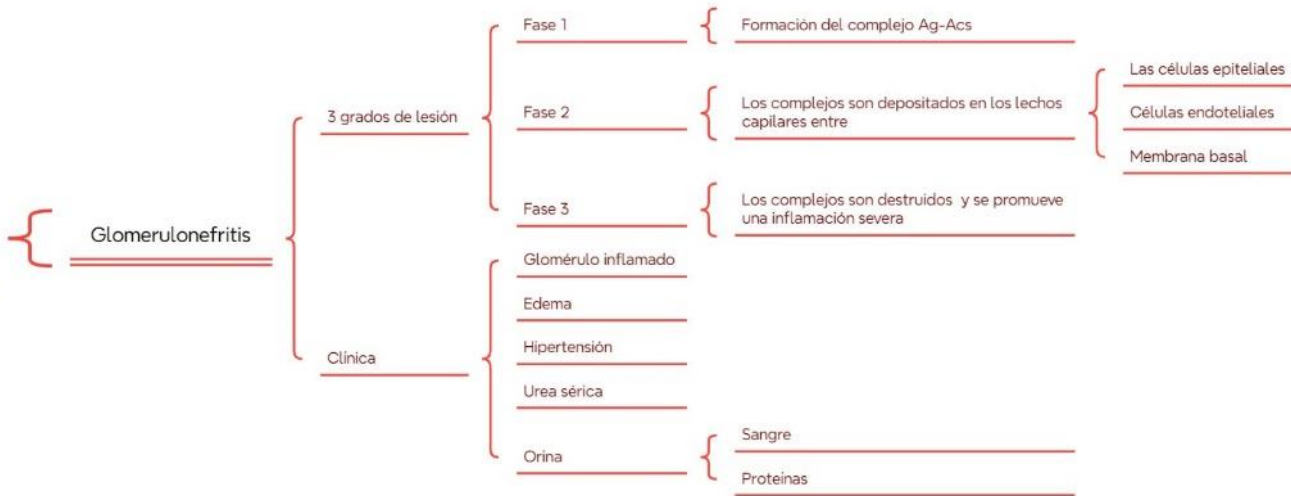 Glomerulonefritis
3 grados de lesión
Fase 1
Formación del complejo Ag-Acs
Fase 2
Los complejos son depositados en los lechos
capilares entre
Las células epiteliales
Células endoteliales
Membrana basal
Fase 3
Los complejos son destruidos y se promueve
una inflamación severa
Clínica
Glomérulo inflamado
Edema
Hipertensión
Urea sérica
Orina
Sangre
Proteínas